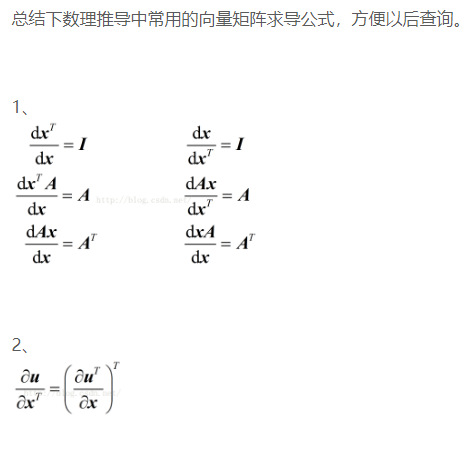 总结下数理推导中常用的向量矩阵求导公式，方便以后查询。
1、
dx^T/dx = I    dx/dx^T = I
dx^T A/dx = A    dAx/dx^T = A
dAx/dx = A^T    dxA/dx = A^T
2、
∂u/∂x^T = (∂u^T/∂x)^T